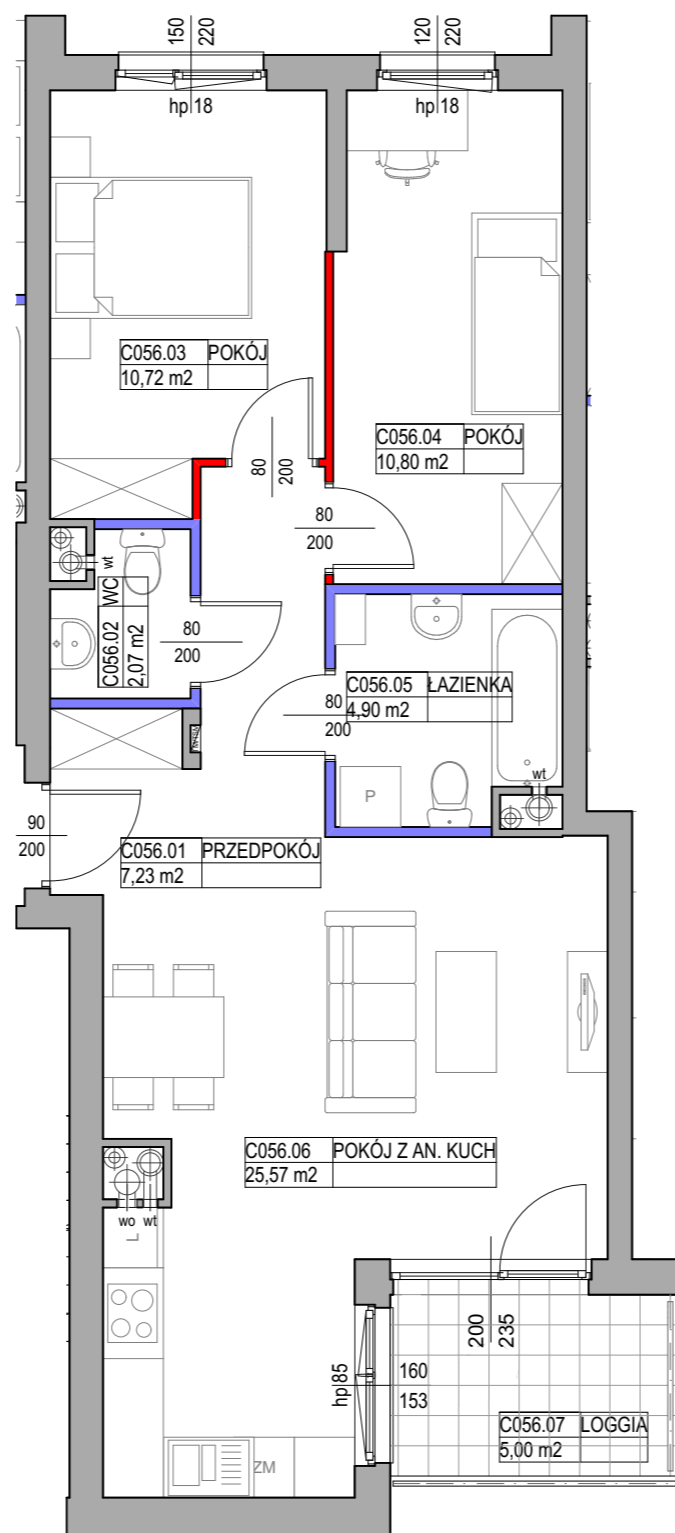 150
220
120
220
hp 18
hp 18
C056.03 POKÓJ
10,72 m2
C056.04 POKÓJ
10,80 m2
80
200
80
200
wt
C056.02 WC
2,07 m2
80
200
C056.05 ŁAZIENKA
4,90 m2
80
200
P
wt
90
200
C056.01 PRZEDPOKÓJ
7,23 m2
C056.06 POKÓJ Z AN. KUCH
25,57 m2
wo wt
L
200
235
hp 85
160
153
C056.07 LOGGIA
5,00 m2
ZM